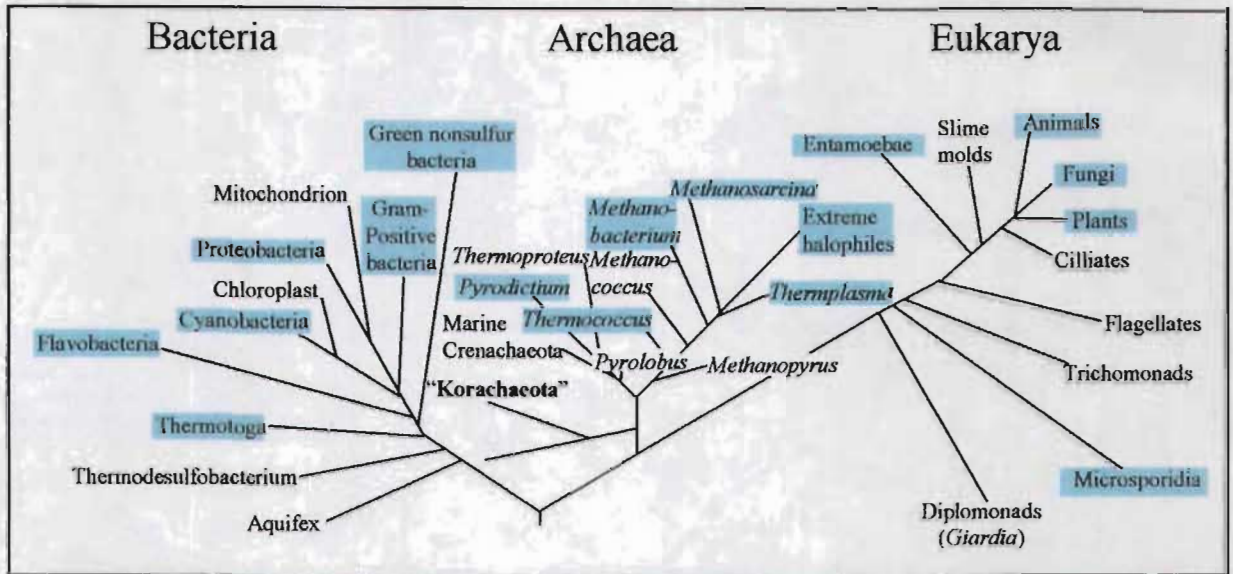 Bacteria
Archaea
Eukarya
Green nonsulfur
bacteria
Mitochondrion
Gram-
Positive
bacteria
Proteobacteria
Chloroplast
Cyanobacteria
Flavobacteria
Thermotoga
Thermodesulfobacterium
Aquifex
Methanosarcina
Methano-
bacterium
Extreme
halophiles
Thermoproteus
Methano-
coccus
Pyrodictium
Thermococcus
Thermplasma
Marine
Crenachaeota
Pyrolobus
Methanopyrus
“Korachaeota”
Entamoebae
Slime
molds
Animals
Fungi
Plants
Cilliates
Flagellates
Trichomonads
Microsporidia
Diplomonads
(Giardia)